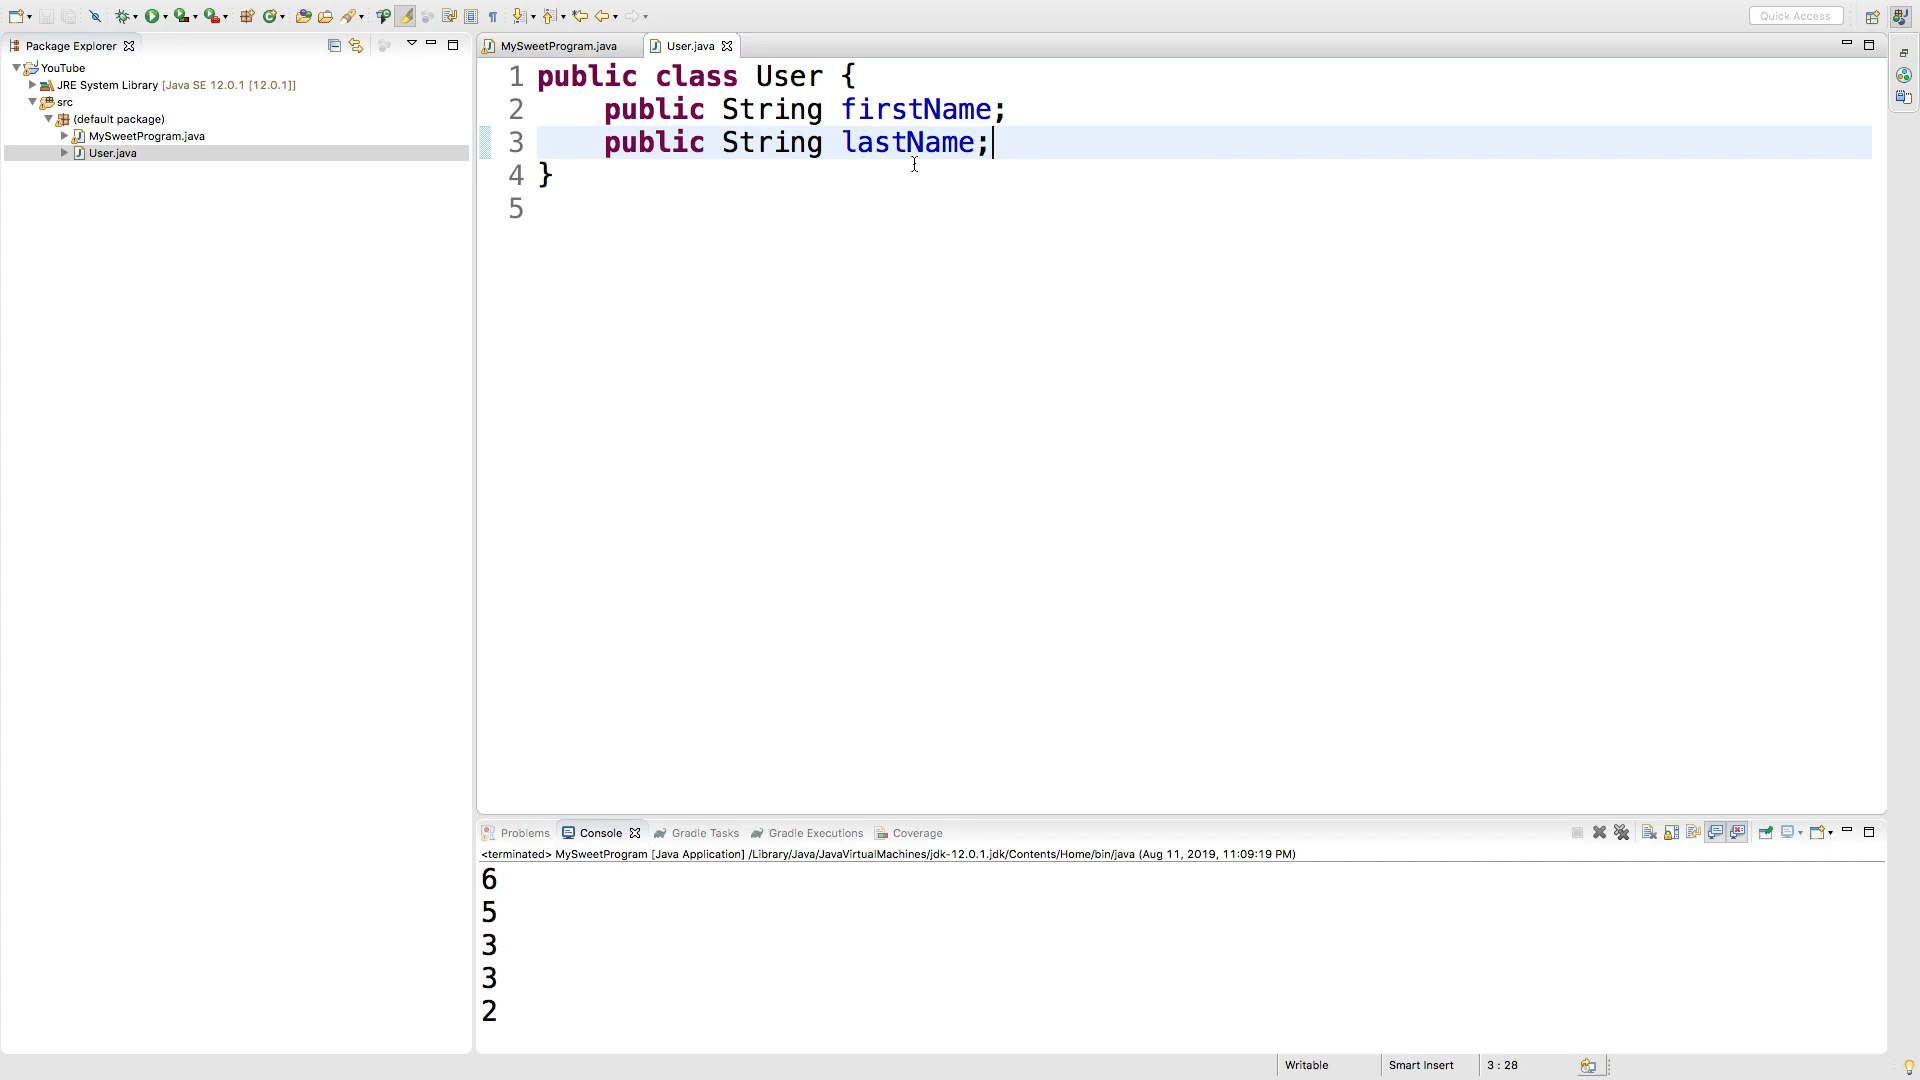 Quick Access
Package Explorer
YouTube
JRE System Library [Java SE 12.0.1 [12.0.1]]
src
(default package)
MySweetProgram.java
User.java
MySweetProgram.java
User.java
1 public class User {
2 public String firstName;
3 public String lastName;
4 }
5
Problems
Console
Gradle Tasks
Gradle Executions
Coverage
<terminated> MySweetProgram [Java Application] /Library/Java/JavaVirtualMachines/jdk-12.0.1.jdk/Contents/Home/bin/java (Aug 11, 2019, 11:09:19 PM)
6
5
3
3
2
Writable
Smart Insert
3 : 28